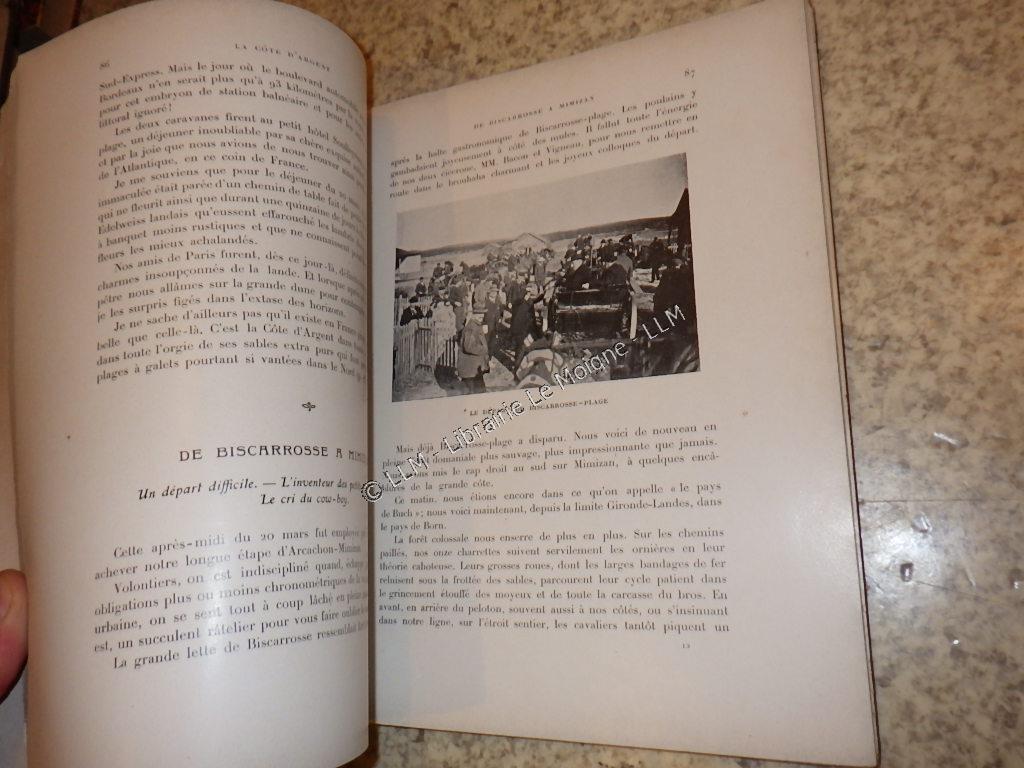 86
LA CÔTE D'ARGENT
Sud-Express. Mais le jour où le boulevard
Bordeaux n'en serait plus qu'à 93 kilomètres
pour cet embryon de station balnéaire et pour
littoral ignoré!
Les deux caravanes firent au petit hôtel
plage, un déjeuner inoubliable par sa chère
et par la joie que nous avions de nous trouver
de l'Atlantique, en ce coin de France.
Je me souviens que pour le déjeuner du 20 mars
immaculée était parée d'un chemin de table fait de
qui ne fleurit ainsi que durant une quinzaine de
Edelweiss landais qu'eussent effarouché les
à banquet moins rustiques et que ne connaissent
fleurs les mieux achalandés.
Nos amis de Paris furent, dès ce jour-là,
charmes insoupçonnés de la lande. Et lorsque
pêtre nous allâmes sur la grande dune pour
je les surpris figés dans l'extase des horizons.
Je ne sache d'ailleurs pas qu'il existe en France
belle que celle-là. C'est la Côte d'Argent dans
dans toute l'orgie de ses sables extra purs qui
plages à galets pourtant si vantées dans le Nord
DE BISCARROSSE A MIMIZAN
Un départ difficile. — L'inventeur des
Le cri du cow-boy.
Cette après-midi du 20 mars fut employée
achever notre longue étape d'Arcachon-Mimizan.
Volontiers, on est indiscipliné quand,
obligations plus ou moins chronométriques de la
urbaine, on se sent tout à coup lâché en pleine
est, un succulent râtelier pour vous faire oublier
La grande lette de Biscarrosse ressemblait
87
DE BISCARROSSE A MIMIZAN
après la halte gastronomique de Biscarrosse-plage. Les poulains y
gambadaient joyeusement à côté des mules. Il fallut toute l'énergie
de nos deux cicerone, MM. Bacon et Vigneau, pour nous remettre en
route dans le brouhaha charmant et les joyeux colloques du départ.
LE BISCARROSSE-PLAGE
Mais déjà Biscarrosse-plage a disparu. Nous voici de nouveau en
pleine forêt domaniale plus sauvage, plus impressionnante que jamais.
Nous avons mis le cap droit au sud sur Mimizan, à quelques encâ-
blures de la grande côte.
Ce matin, nous étions encore dans ce qu'on appelle « le pays
de Buch »; nous voici maintenant, depuis la limite Gironde-Landes, dans
le pays de Born.
La forêt colossale nous enserre de plus en plus. Sur les chemins
paillés, nos onze charrettes suivent servilement les ornières en leur
théorie cahoteuse. Leurs grosses roues, dont les larges bandages de fer
reluisent sous la frottée des sables, parcourent leur cycle patient dans
le grincement étouffé des moyeux et de toute la carcasse du bros. En
avant, en arrière du peloton, souvent aussi à nos côtés, ou s'insinuant
dans notre ligne, sur l'étroit sentier, les cavaliers tantôt piquent un
12
© LLM - Librairie Le Moigne - LLM